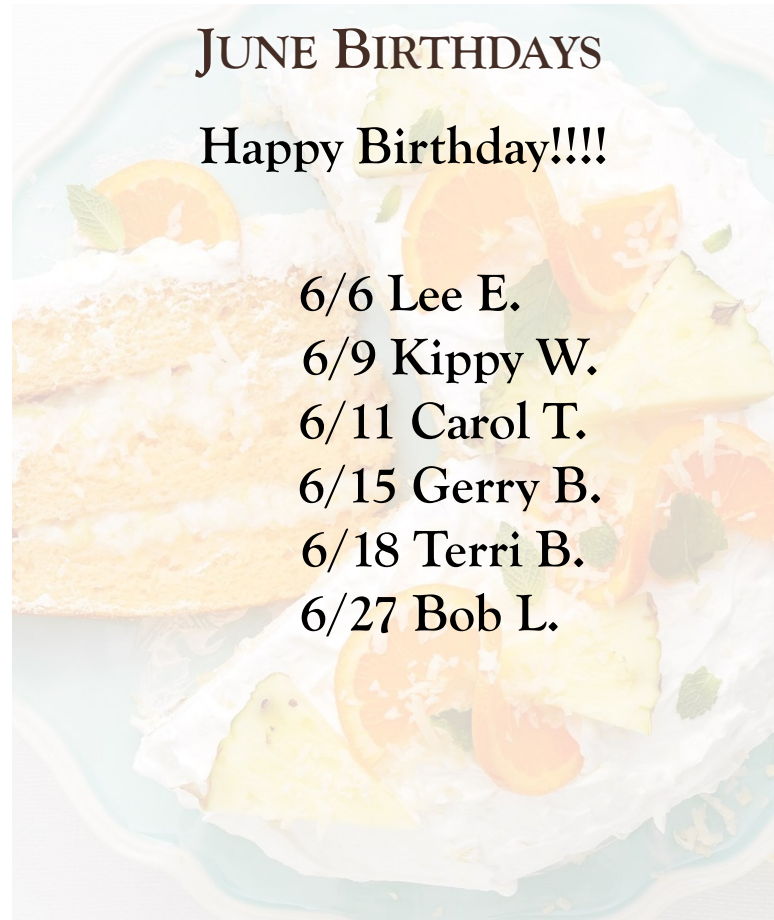 June Birthdays
Happy Birthday!!!!
6/6 Lee E.
6/9 Kippy W.
6/11 Carol T.
6/15 Gerry B.
6/18 Terri B.
6/27 Bob L.